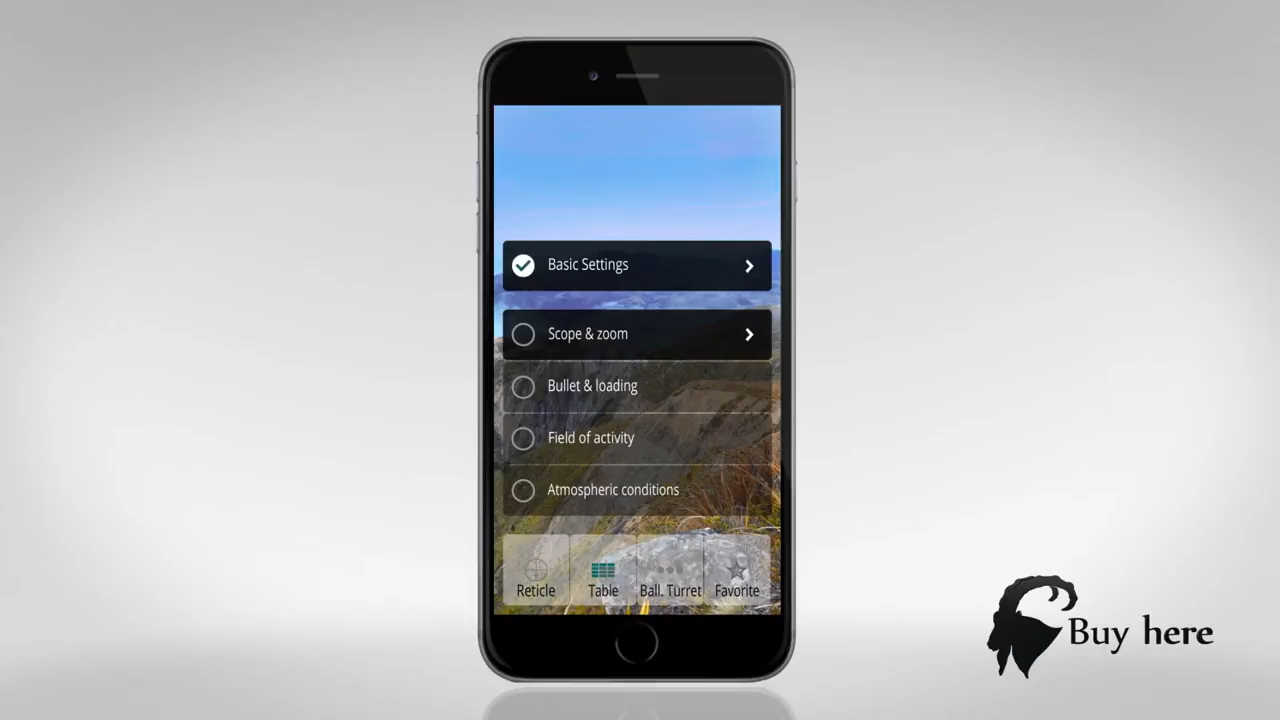 Basic Settings
Scope & zoom
Bullet & loading
Field of activity
Atmospheric conditions
Reticle
Table
Ball. Turret
Favorite
Buy here